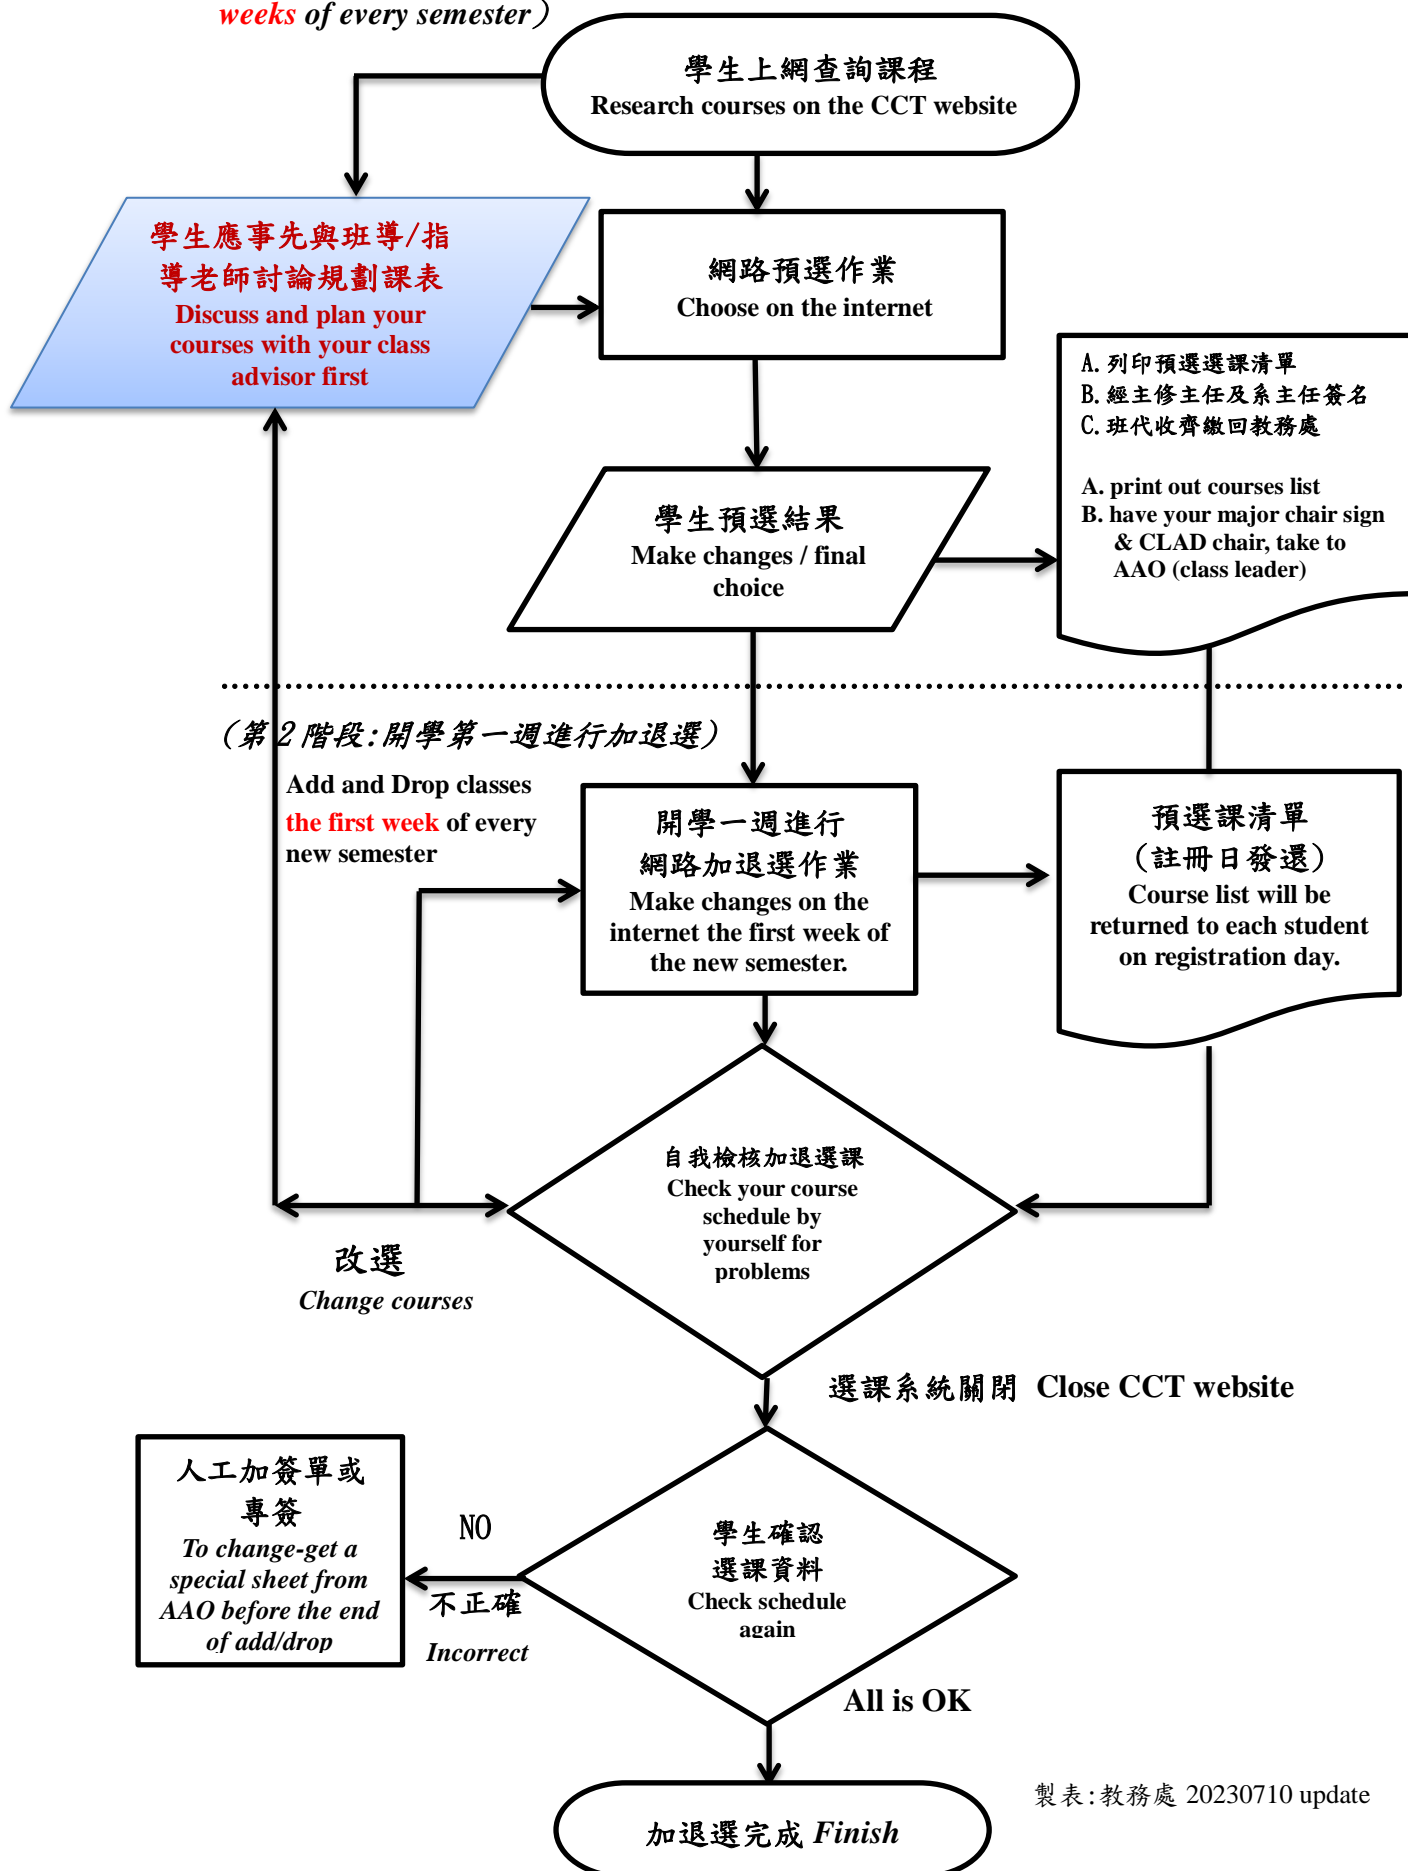 weeks of every semester）
學生上網查詢課程
Research courses on the CCT website
學生應事先與班導/指
導老師討論規劃課表
Discuss and plan your
courses with your class
advisor first
網路預選作業
Choose on the internet
A.列印預選選課清單
B.經主修主任及系主任簽名
C.班代收齊繳回教務處
A. print out courses list
B. have your major chair sign
& CLAD chair, take to
AAO (class leader)
學生預選結果
Make changes / final
choice
(第2階段:開學第一週進行加退選)
Add and Drop classes
the first week of every
new semester
開學一週進行
網路加退選作業
Make changes on the
internet the first week of
the new semester.
預選課清單
(註冊日發還)
Course list will be
returned to each student
on registration day.
自我檢核加退選課
Check your course
schedule by
yourself for
problems
改選
Change courses
選課系統關閉 Close CCT website
人工加簽單或
專簽
To change-get a
special sheet from
AAO before the end
of add/drop
NO
不正確
Incorrect
學生確認
選課資料
Check schedule
again
All is OK
加退選完成 Finish
製表:教務處 20230710 update